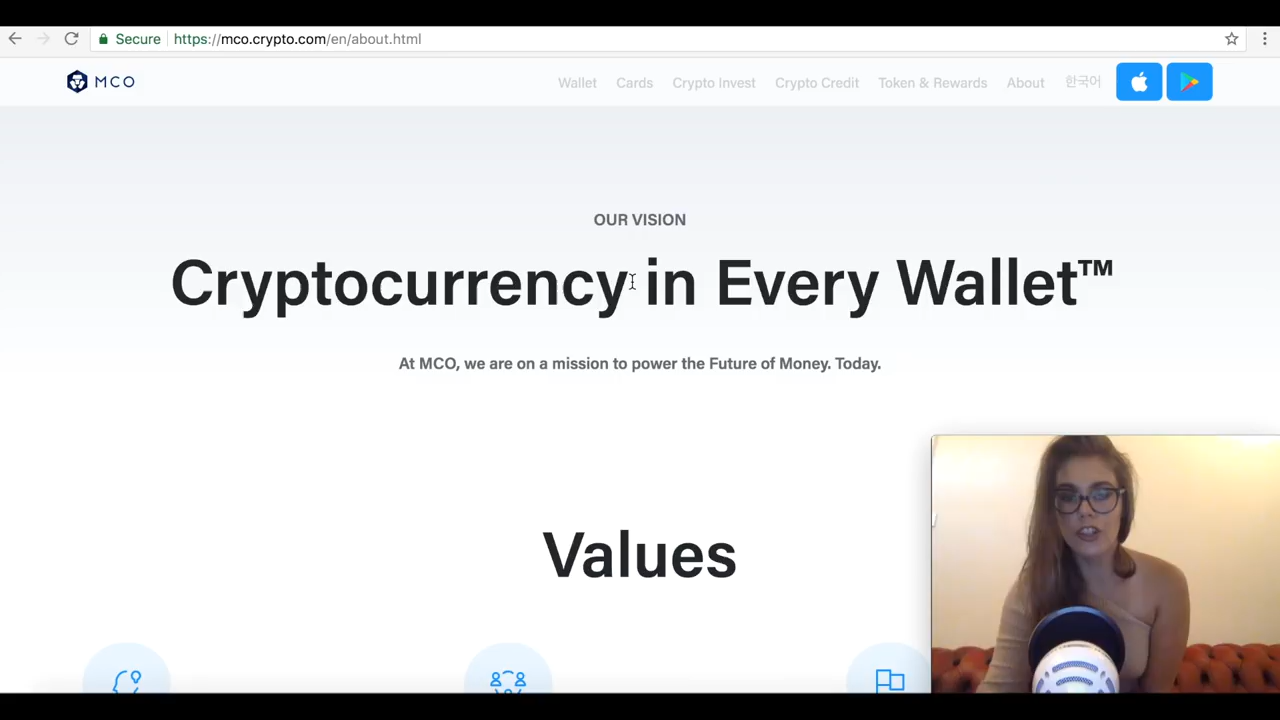 Secure https://mco.crypto.com/en/about.html
MCO Wallet Cards Crypto Invest Crypto Credit Token & Rewards About 한국어
OUR VISION
Cryptocurrency in Every Wallet™
At MCO, we are on a mission to power the Future of Money. Today.
Values